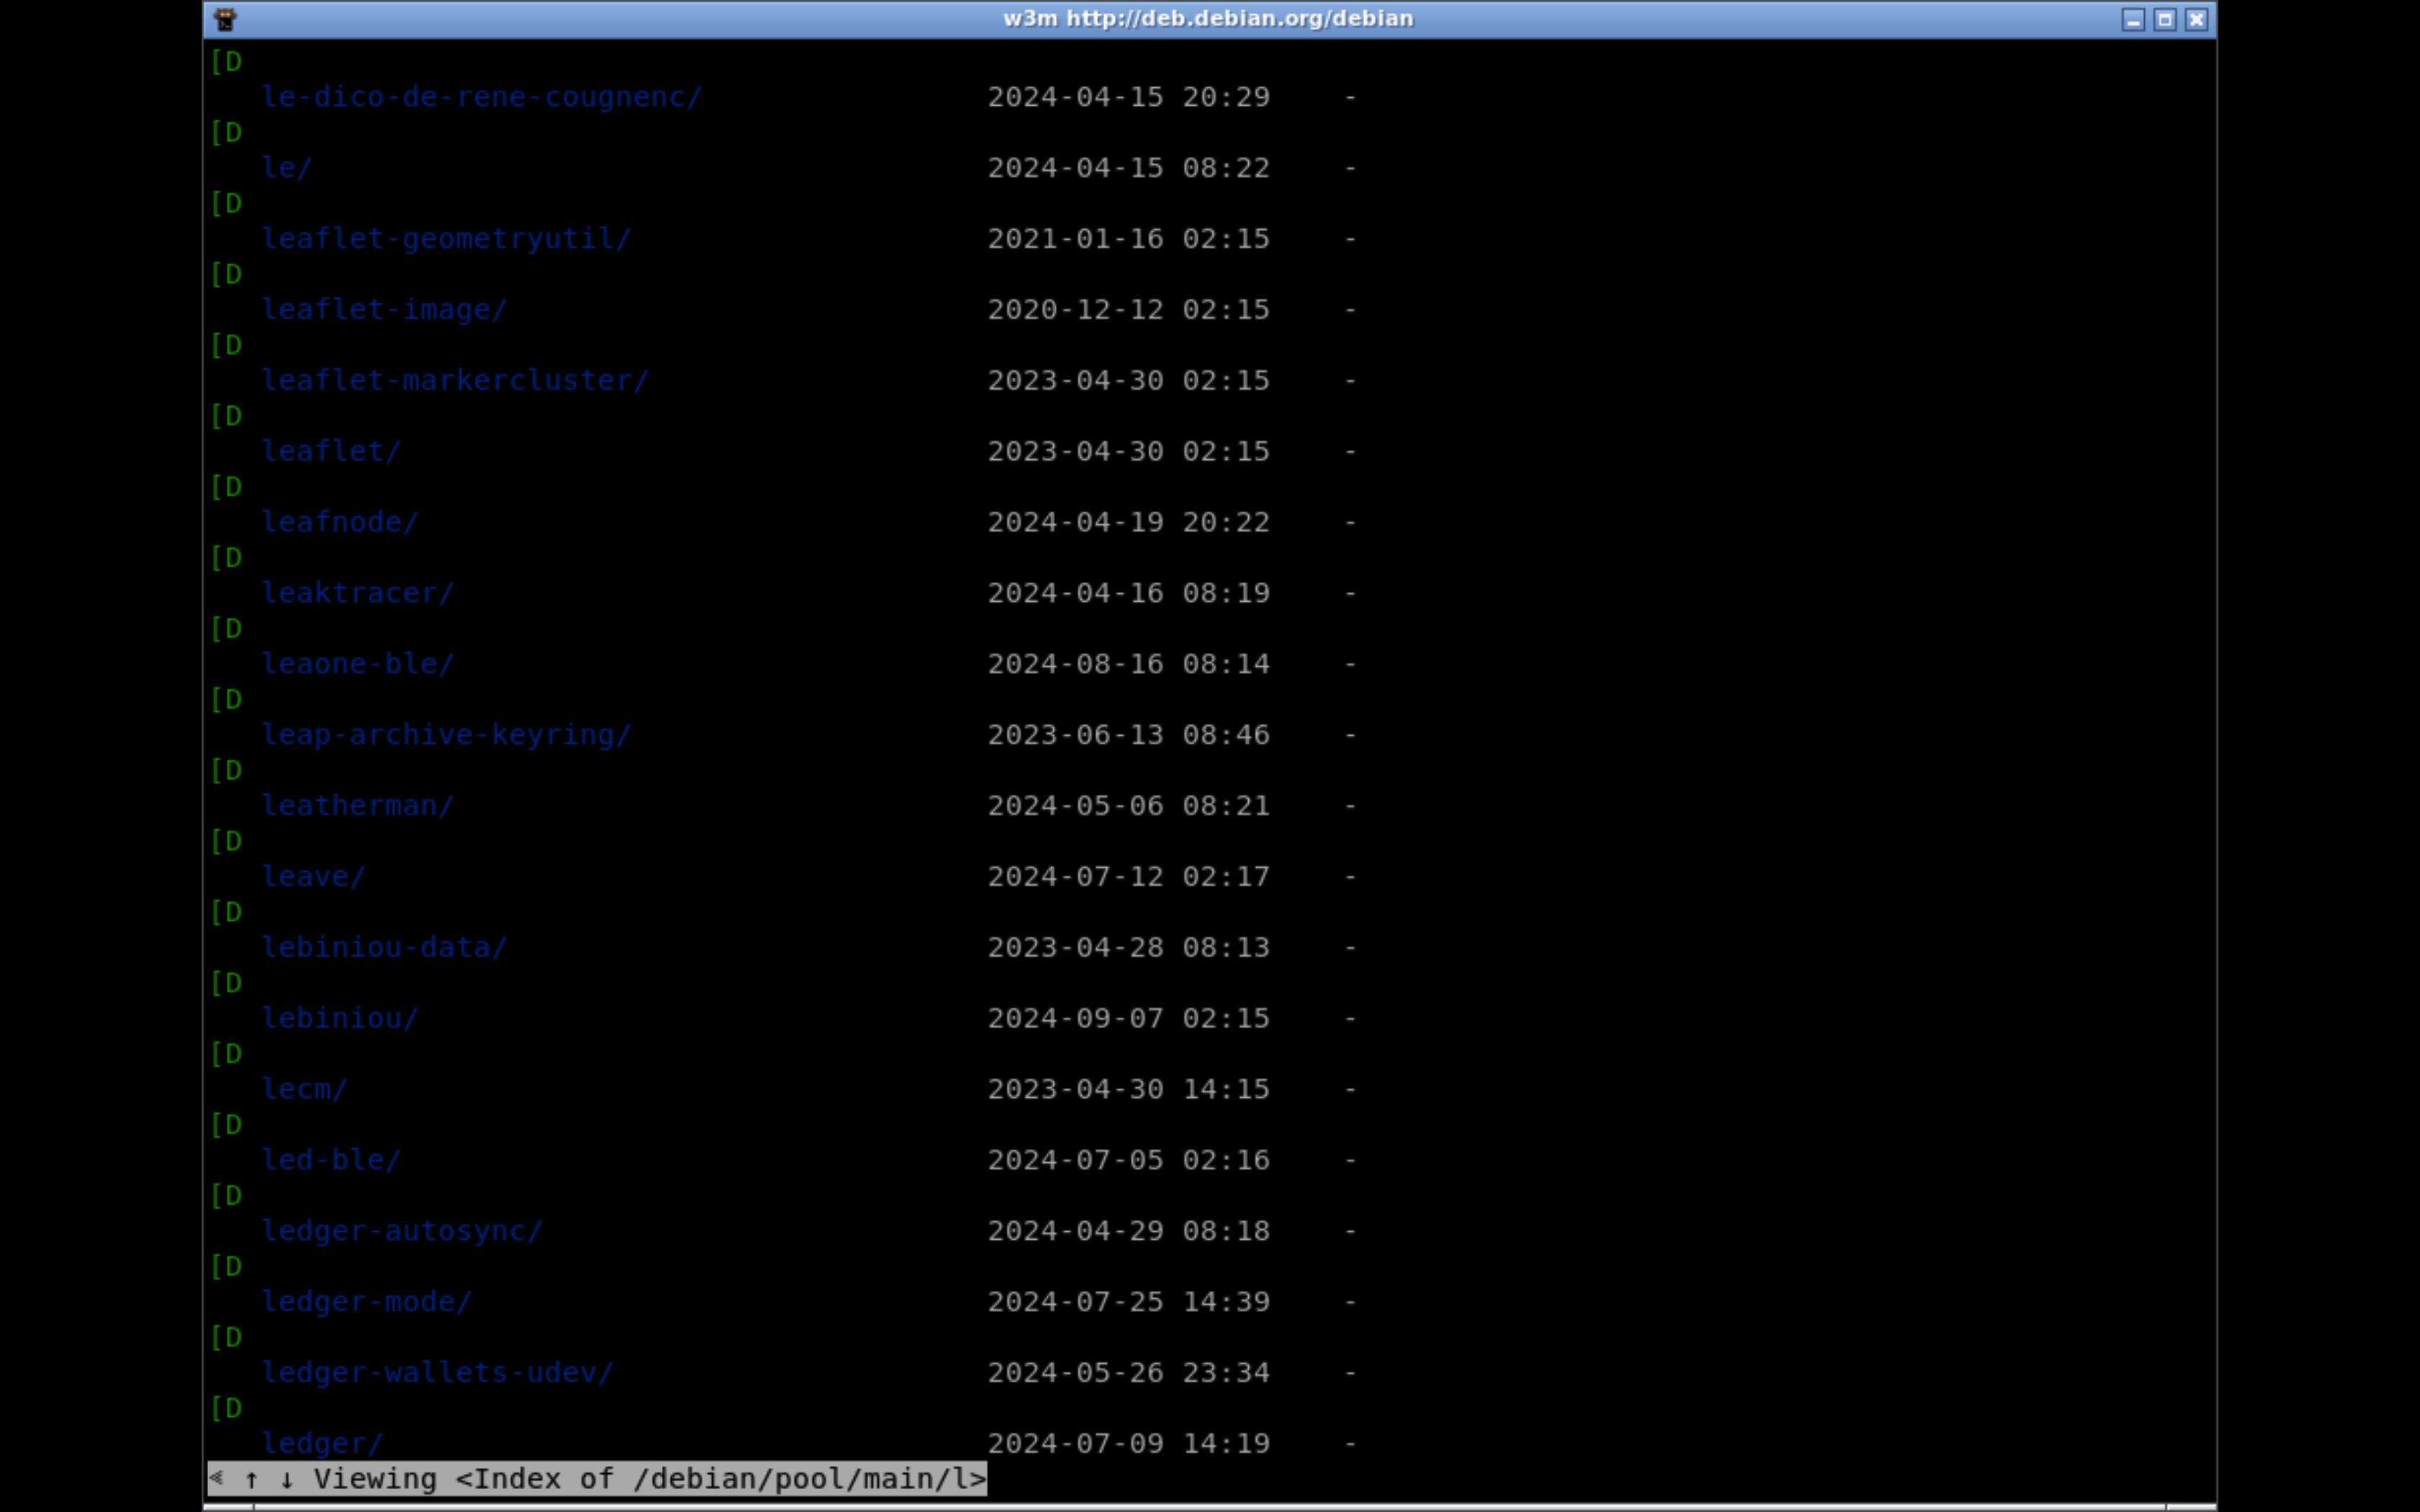 w3m http://deb.debian.org/debian
[D
le-dico-de-rene-cougnenc/ 2024-04-15 20:29 -
[D
le/ 2024-04-15 08:22 -
[D
leaflet-geometryutil/ 2021-01-16 02:15 -
[D
leaflet-image/ 2020-12-12 02:15 -
[D
leaflet-markercluster/ 2023-04-30 02:15 -
[D
leaflet/ 2023-04-30 02:15 -
[D
leafnode/ 2024-04-19 20:22 -
[D
leaktracer/ 2024-04-16 08:19 -
[D
leaone-ble/ 2024-08-16 08:14 -
[D
leap-archive-keyring/ 2023-06-13 08:46 -
[D
leatherman/ 2024-05-06 08:21 -
[D
leave/ 2024-07-12 02:17 -
[D
lebiniou-data/ 2023-04-28 08:13 -
[D
lebiniou/ 2024-09-07 02:15 -
[D
lecm/ 2023-04-30 14:15 -
[D
led-ble/ 2024-07-05 02:16 -
[D
ledger-autosync/ 2024-04-29 08:18 -
[D
ledger-mode/ 2024-07-25 14:39 -
[D
ledger-wallets-udev/ 2024-05-26 23:34 -
[D
ledger/ 2024-07-09 14:19 -
⩤ ↑ ↓ Viewing <Index of /debian/pool/main/l>